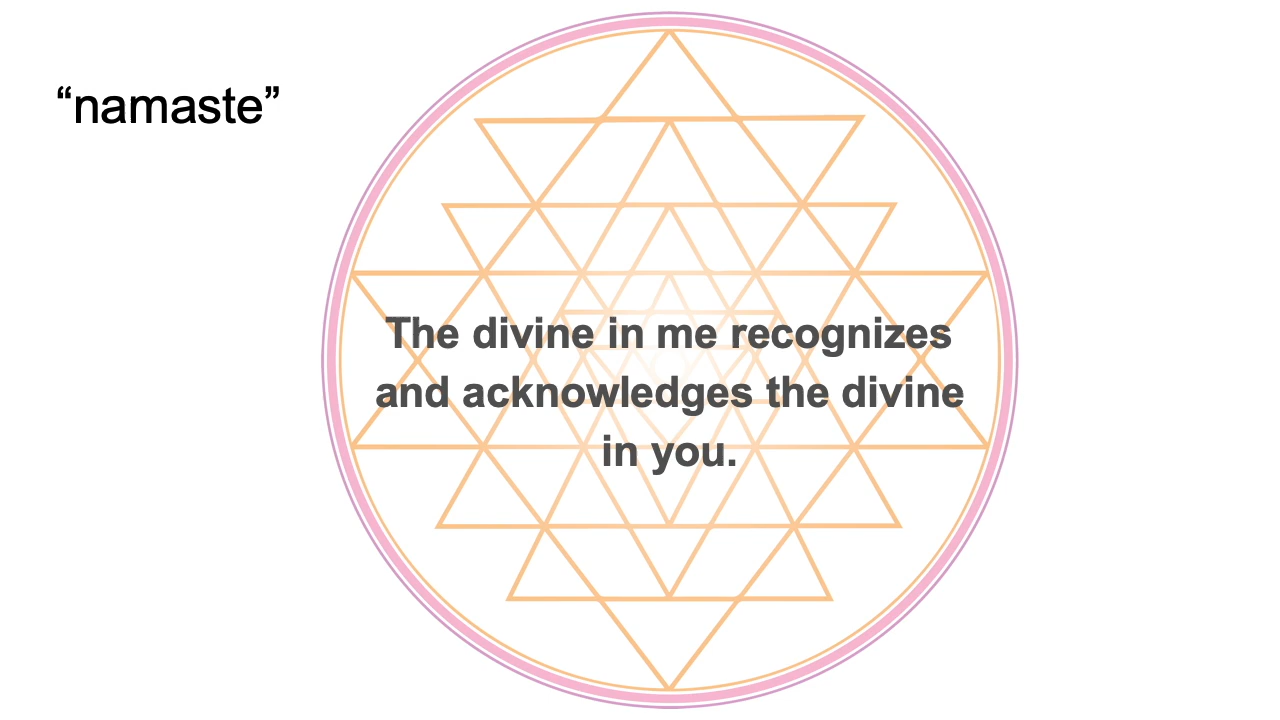 “namaste”
The divine in me recognizes
and acknowledges the divine
in you.